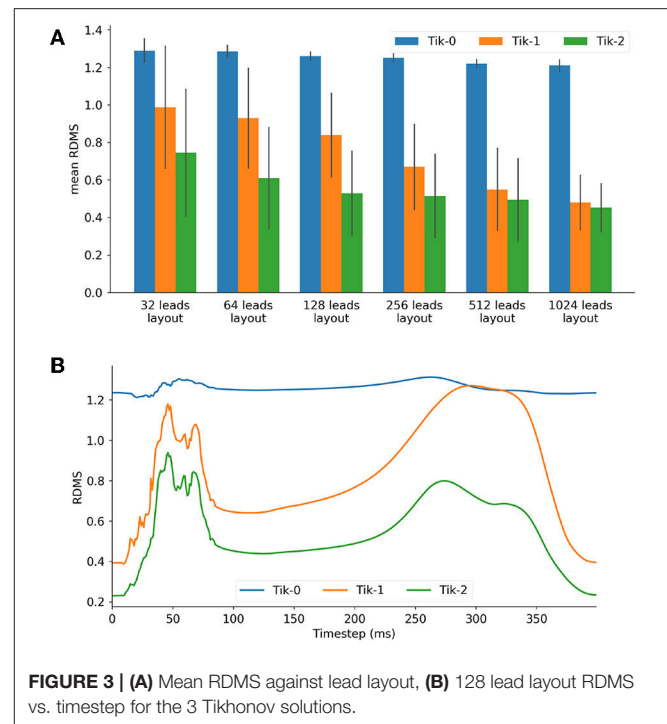 A
Tik-0 Tik-1 Tik-2
mean RDMS
1.4
1.2
1.0
0.8
0.6
0.4
0.2
0.0
32 leads layout
64 leads layout
128 leads layout
256 leads layout
512 leads layout
1024 leads layout
B
RDMS
1.2
1.0
0.8
0.6
0.4
0.2
Tik-0 Tik-1 Tik-2
0 50 100 150 200 250 300 350
Timestep (ms)
FIGURE 3 | (A) Mean RDMS against lead layout, (B) 128 lead layout RDMS
vs. timestep for the 3 Tikhonov solutions.